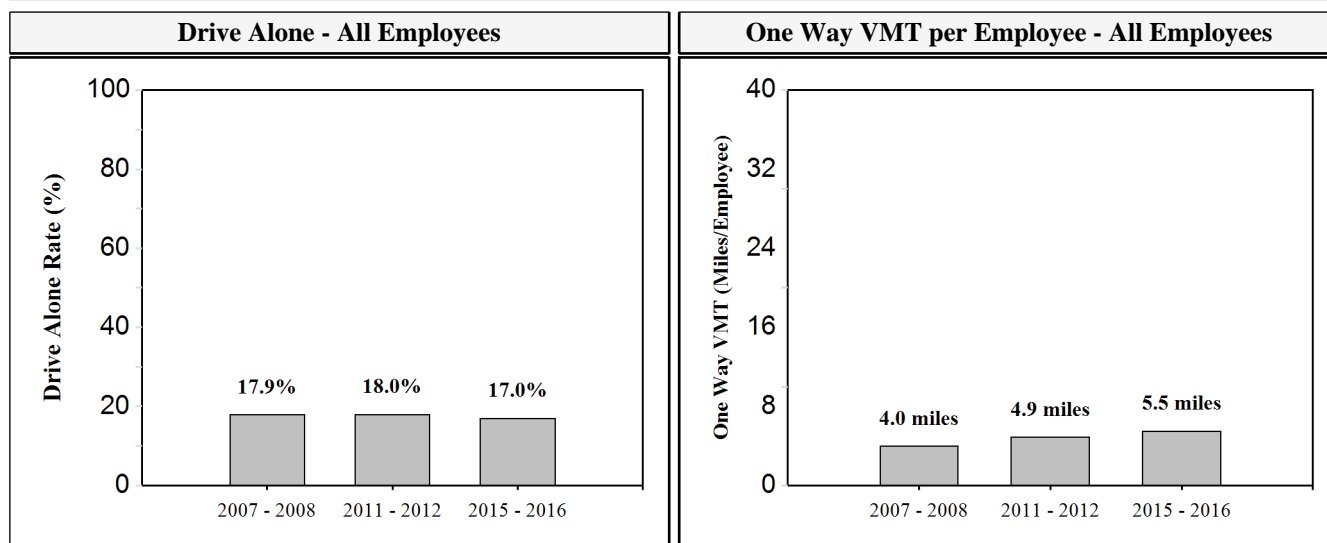 Drive Alone - All Employees
Drive Alone Rate (%)
100
80
60
40
20
0
17.9%
18.0%
17.0%
2007 - 2008
2011 - 2012
2015 - 2016
One Way VMT per Employee - All Employees
One Way VMT (Miles/Employee)
40
32
24
16
8
0
4.0 miles
4.9 miles
5.5 miles
2007 - 2008
2011 - 2012
2015 - 2016